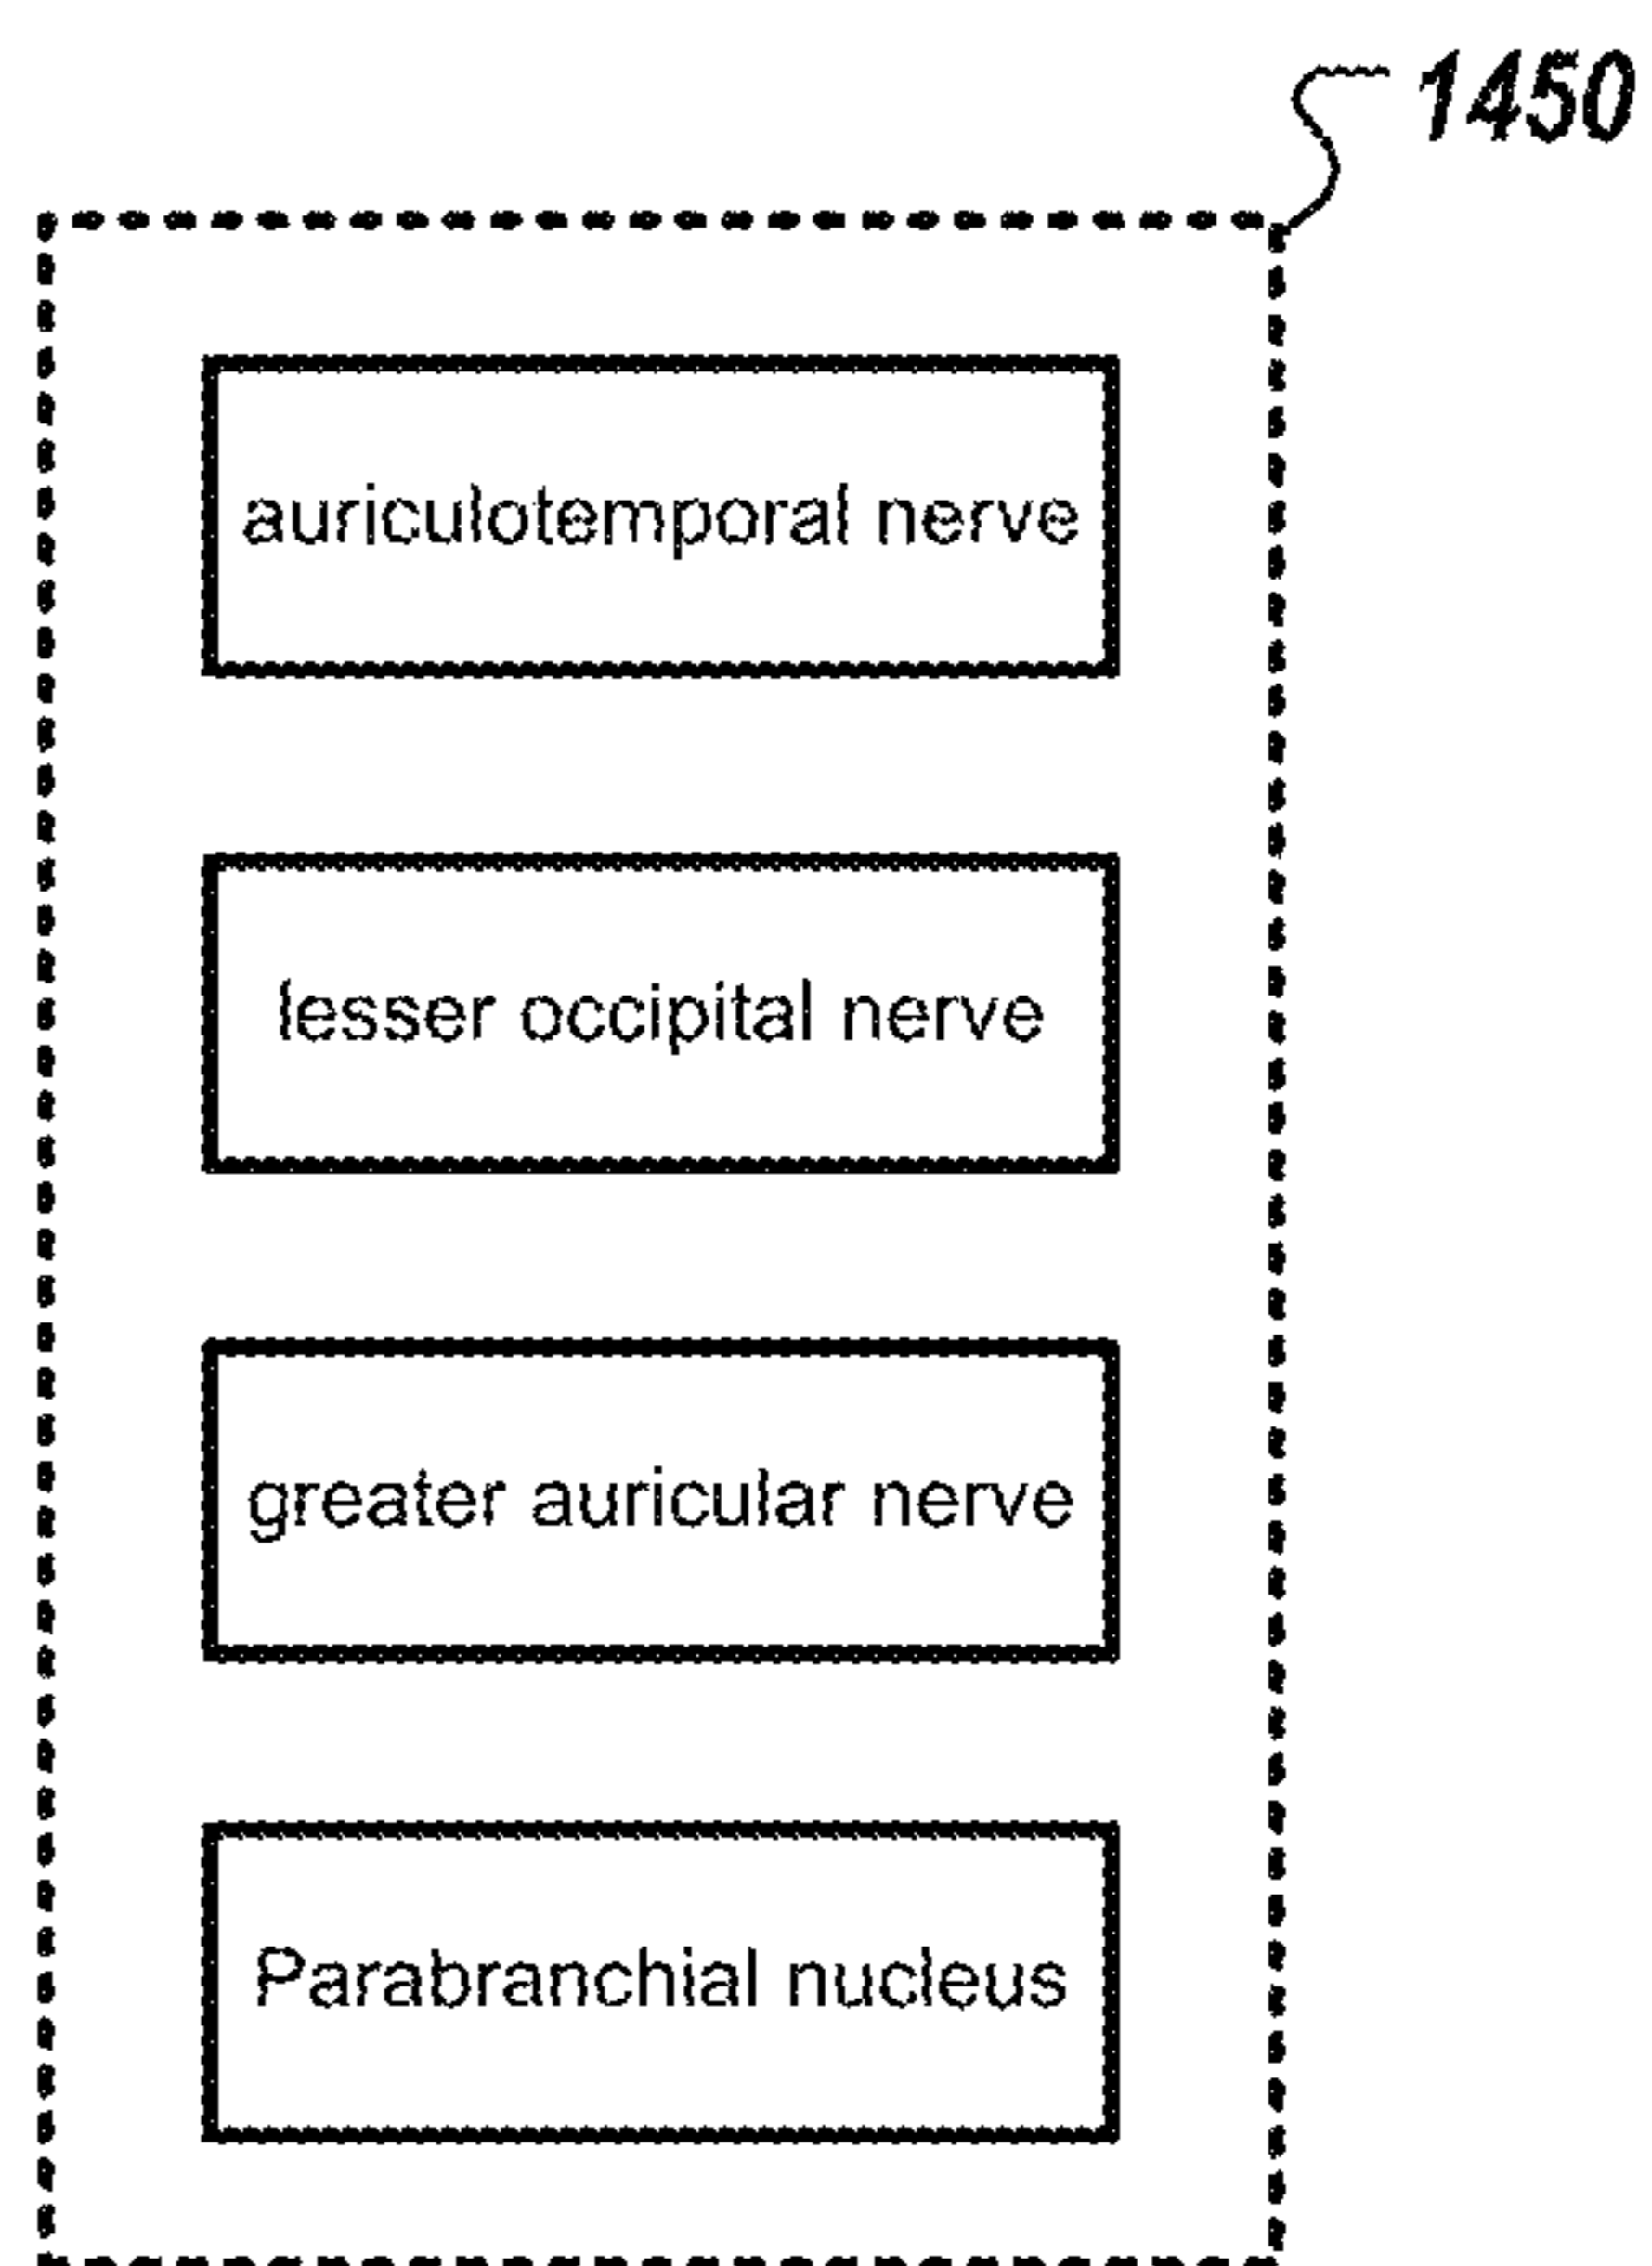 1450
auriculotemporal nerve
lesser occipital nerve
greater auricular nerve
Parabranchial nucleus